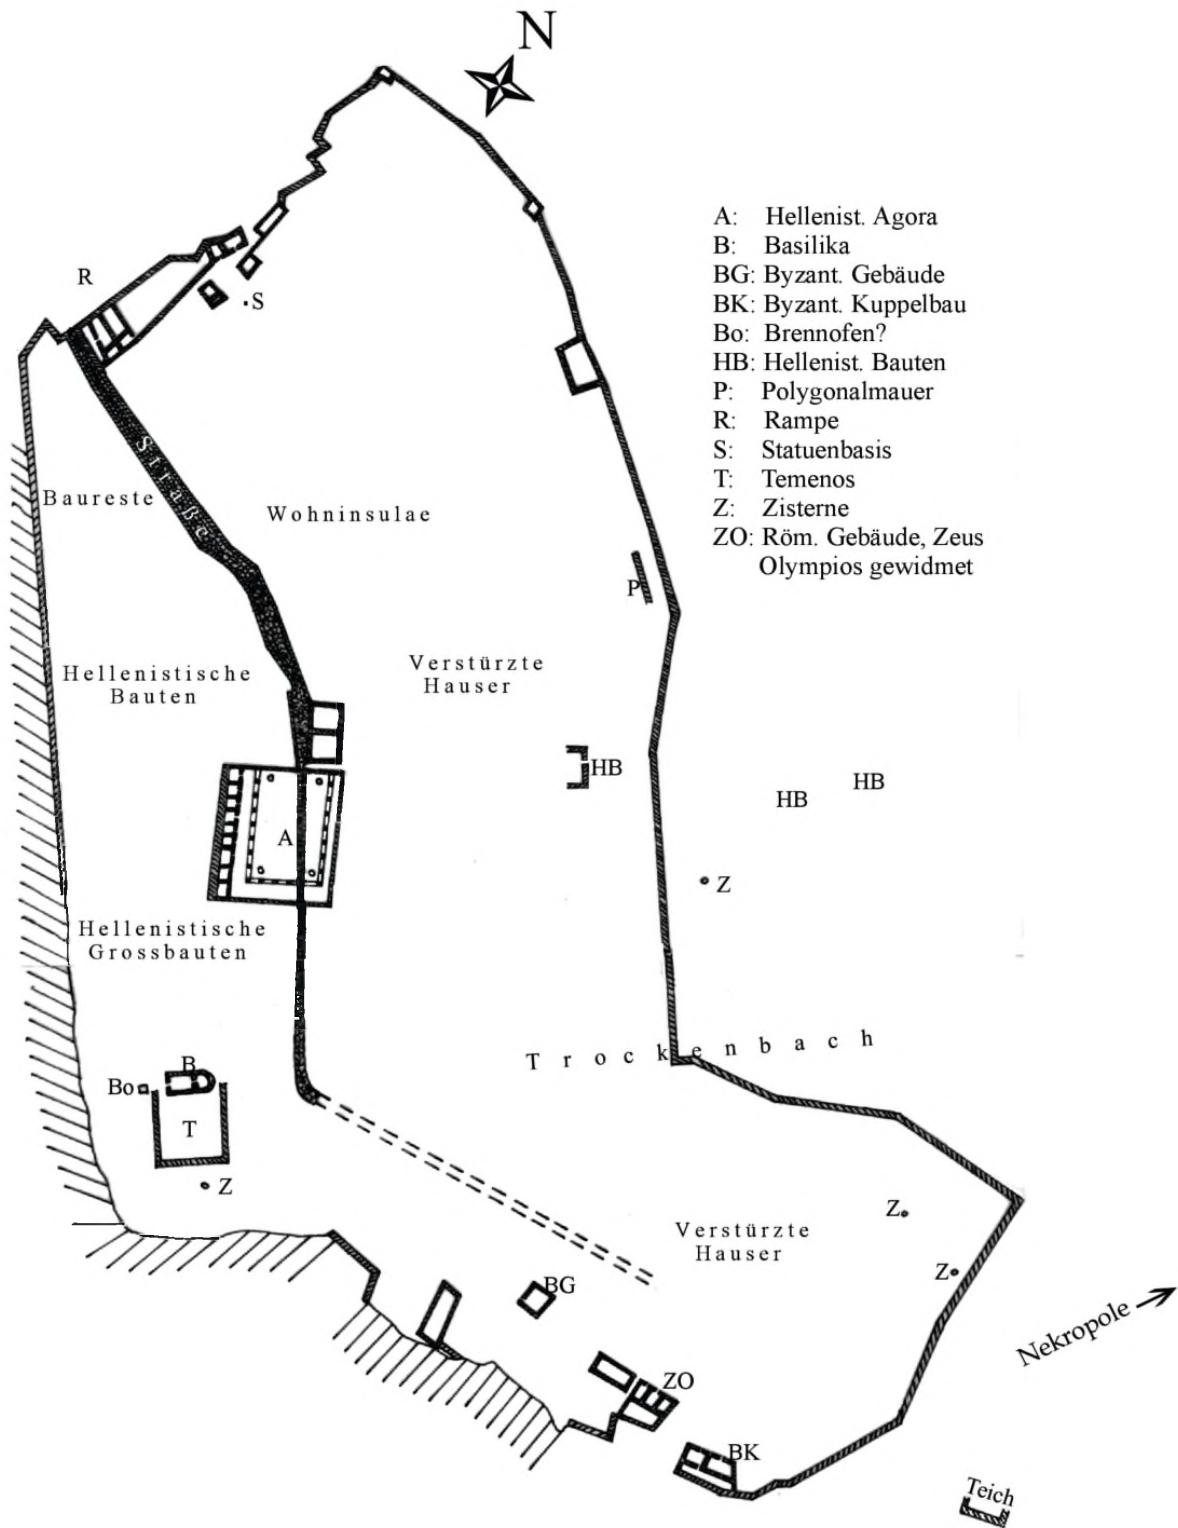 N
A: Hellenist. Agora
B: Basilika
BG: Byzant. Gebäude
BK: Byzant. Kuppelbau
Bo: Brennofen?
HB: Hellenist. Bauten
P: Polygonalmauer
R: Rampe
S: Statuenbasis
T: Temenos
Z: Zisterne
ZO: Röm. Gebäude, Zeus
Olympios gewidmet
R
S
Straße
Baureste
Wohninsulae
P
Hellenistische
Bauten
Verstürzte
Hauser
HB
HB
HB
A
Z
Hellenistische
Grossbauten
Trockenbach
B
Bo
T
Z
Z
Verstürzte
Hauser
Z
BG
Nekropole
ZO
BK
Teich